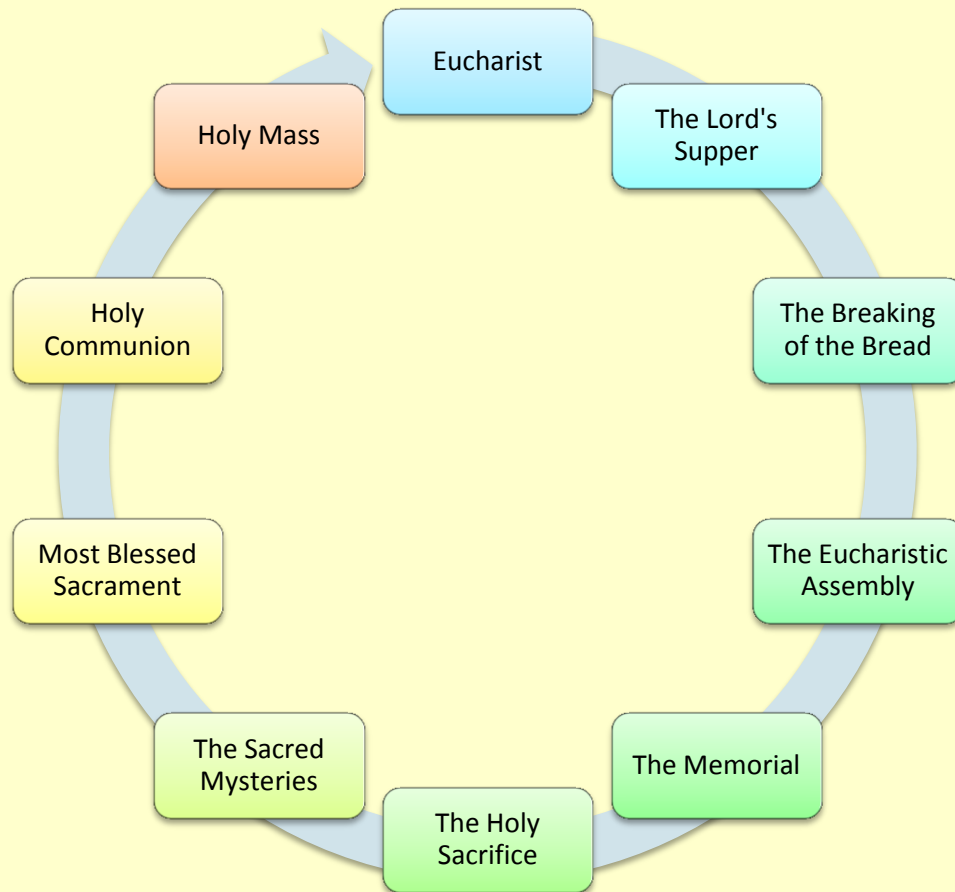 Eucharist
The Lord's
Supper
The Breaking
of the Bread
The Eucharistic
Assembly
The Memorial
The Holy
Sacrifice
The Sacred
Mysteries
Most Blessed
Sacrament
Holy
Communion
Holy Mass